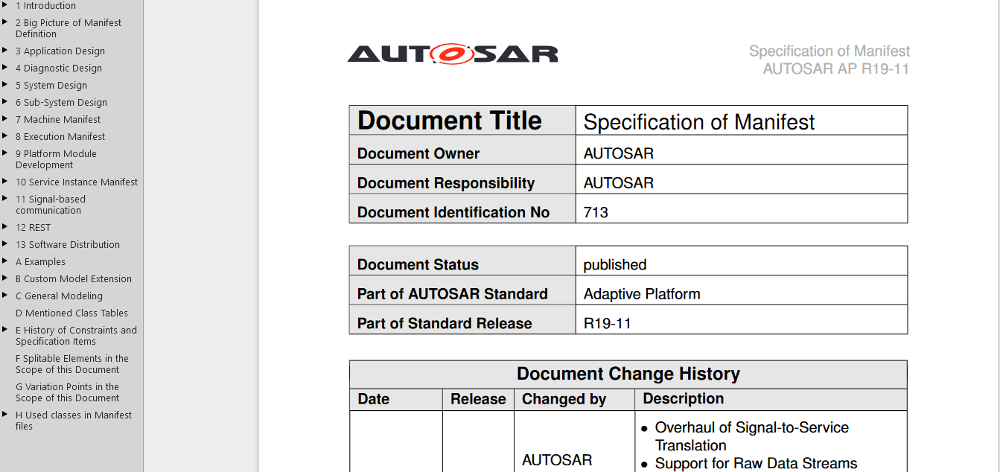 1 Introduction
2 Big Picture of Manifest
Definition
3 Application Design
4 Diagnostic Design
5 System Design
6 Sub-System Design
7 Machine Manifest
8 Execution Manifest
9 Platform Module
Development
10 Service Instance Manifest
11 Signal-based
communication
12 REST
13 Software Distribution
A Examples
B Custom Model Extension
C General Modeling
D Mentioned Class Tables
E History of Constraints and
Specification Items
F Splitable Elements in the
Scope of this Document
G Variation Points in the
Scope of this Document
H Used classes in Manifest
files
AUTOSAR
Specification of Manifest
AUTOSAR AP R19-11
Document Title Specification of Manifest
Document Owner AUTOSAR
Document Responsibility AUTOSAR
Document Identification No 713
Document Status published
Part of AUTOSAR Standard Adaptive Platform
Part of Standard Release R19-11
Document Change History
Date Release Changed by Description
• Overhaul of Signal-to-Service
Translation
AUTOSAR
• Support for Raw Data Streams